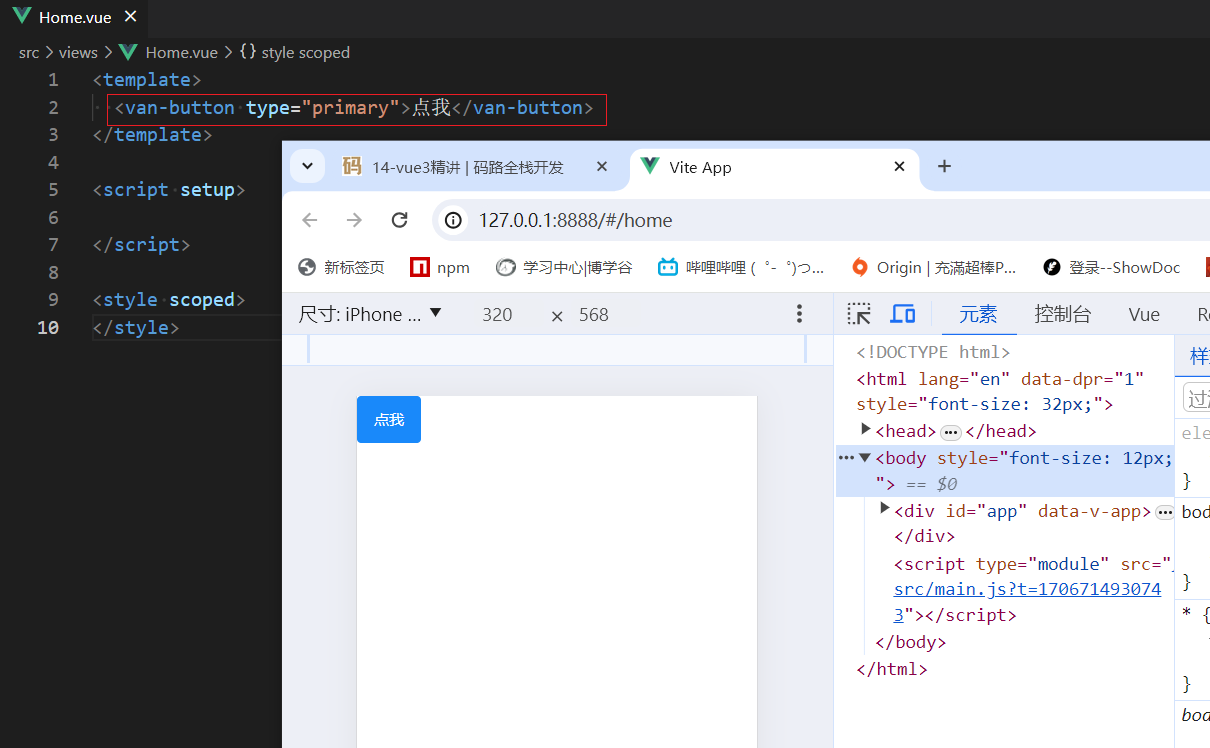 Home.vue
src > views > Home.vue > {} style scoped
1 <template>
2 <van-button type="primary">点我</van-button>
3 </template>
4
5 <script setup>
6
7 </script>
8
9 <style scoped>
10 </style>
14-vue3精讲 | 码路全栈开发
Vite App
127.0.0.1:8888/#/home
新标签页
npm
学习中心|博学谷
哔哩哔哩 (゜-゜)つ...
Origin | 充滿超棒P...
登录--ShowDoc
尺寸: iPhone ... ▼ 320 × 568
元素 控制台 Vue
点我
<!DOCTYPE html>
<html lang="en" data-dpr="1"
style="font-size: 32px;">
<head>...</head>
<body style="font-size: 12px;
"> == $0
<div id="app" data-v-app>...
</div>
<script type="module" src="/
src/main.js?t=170671493074
3"></script>
</body>
</html>
ele
}
bod
}
* {
}
bod